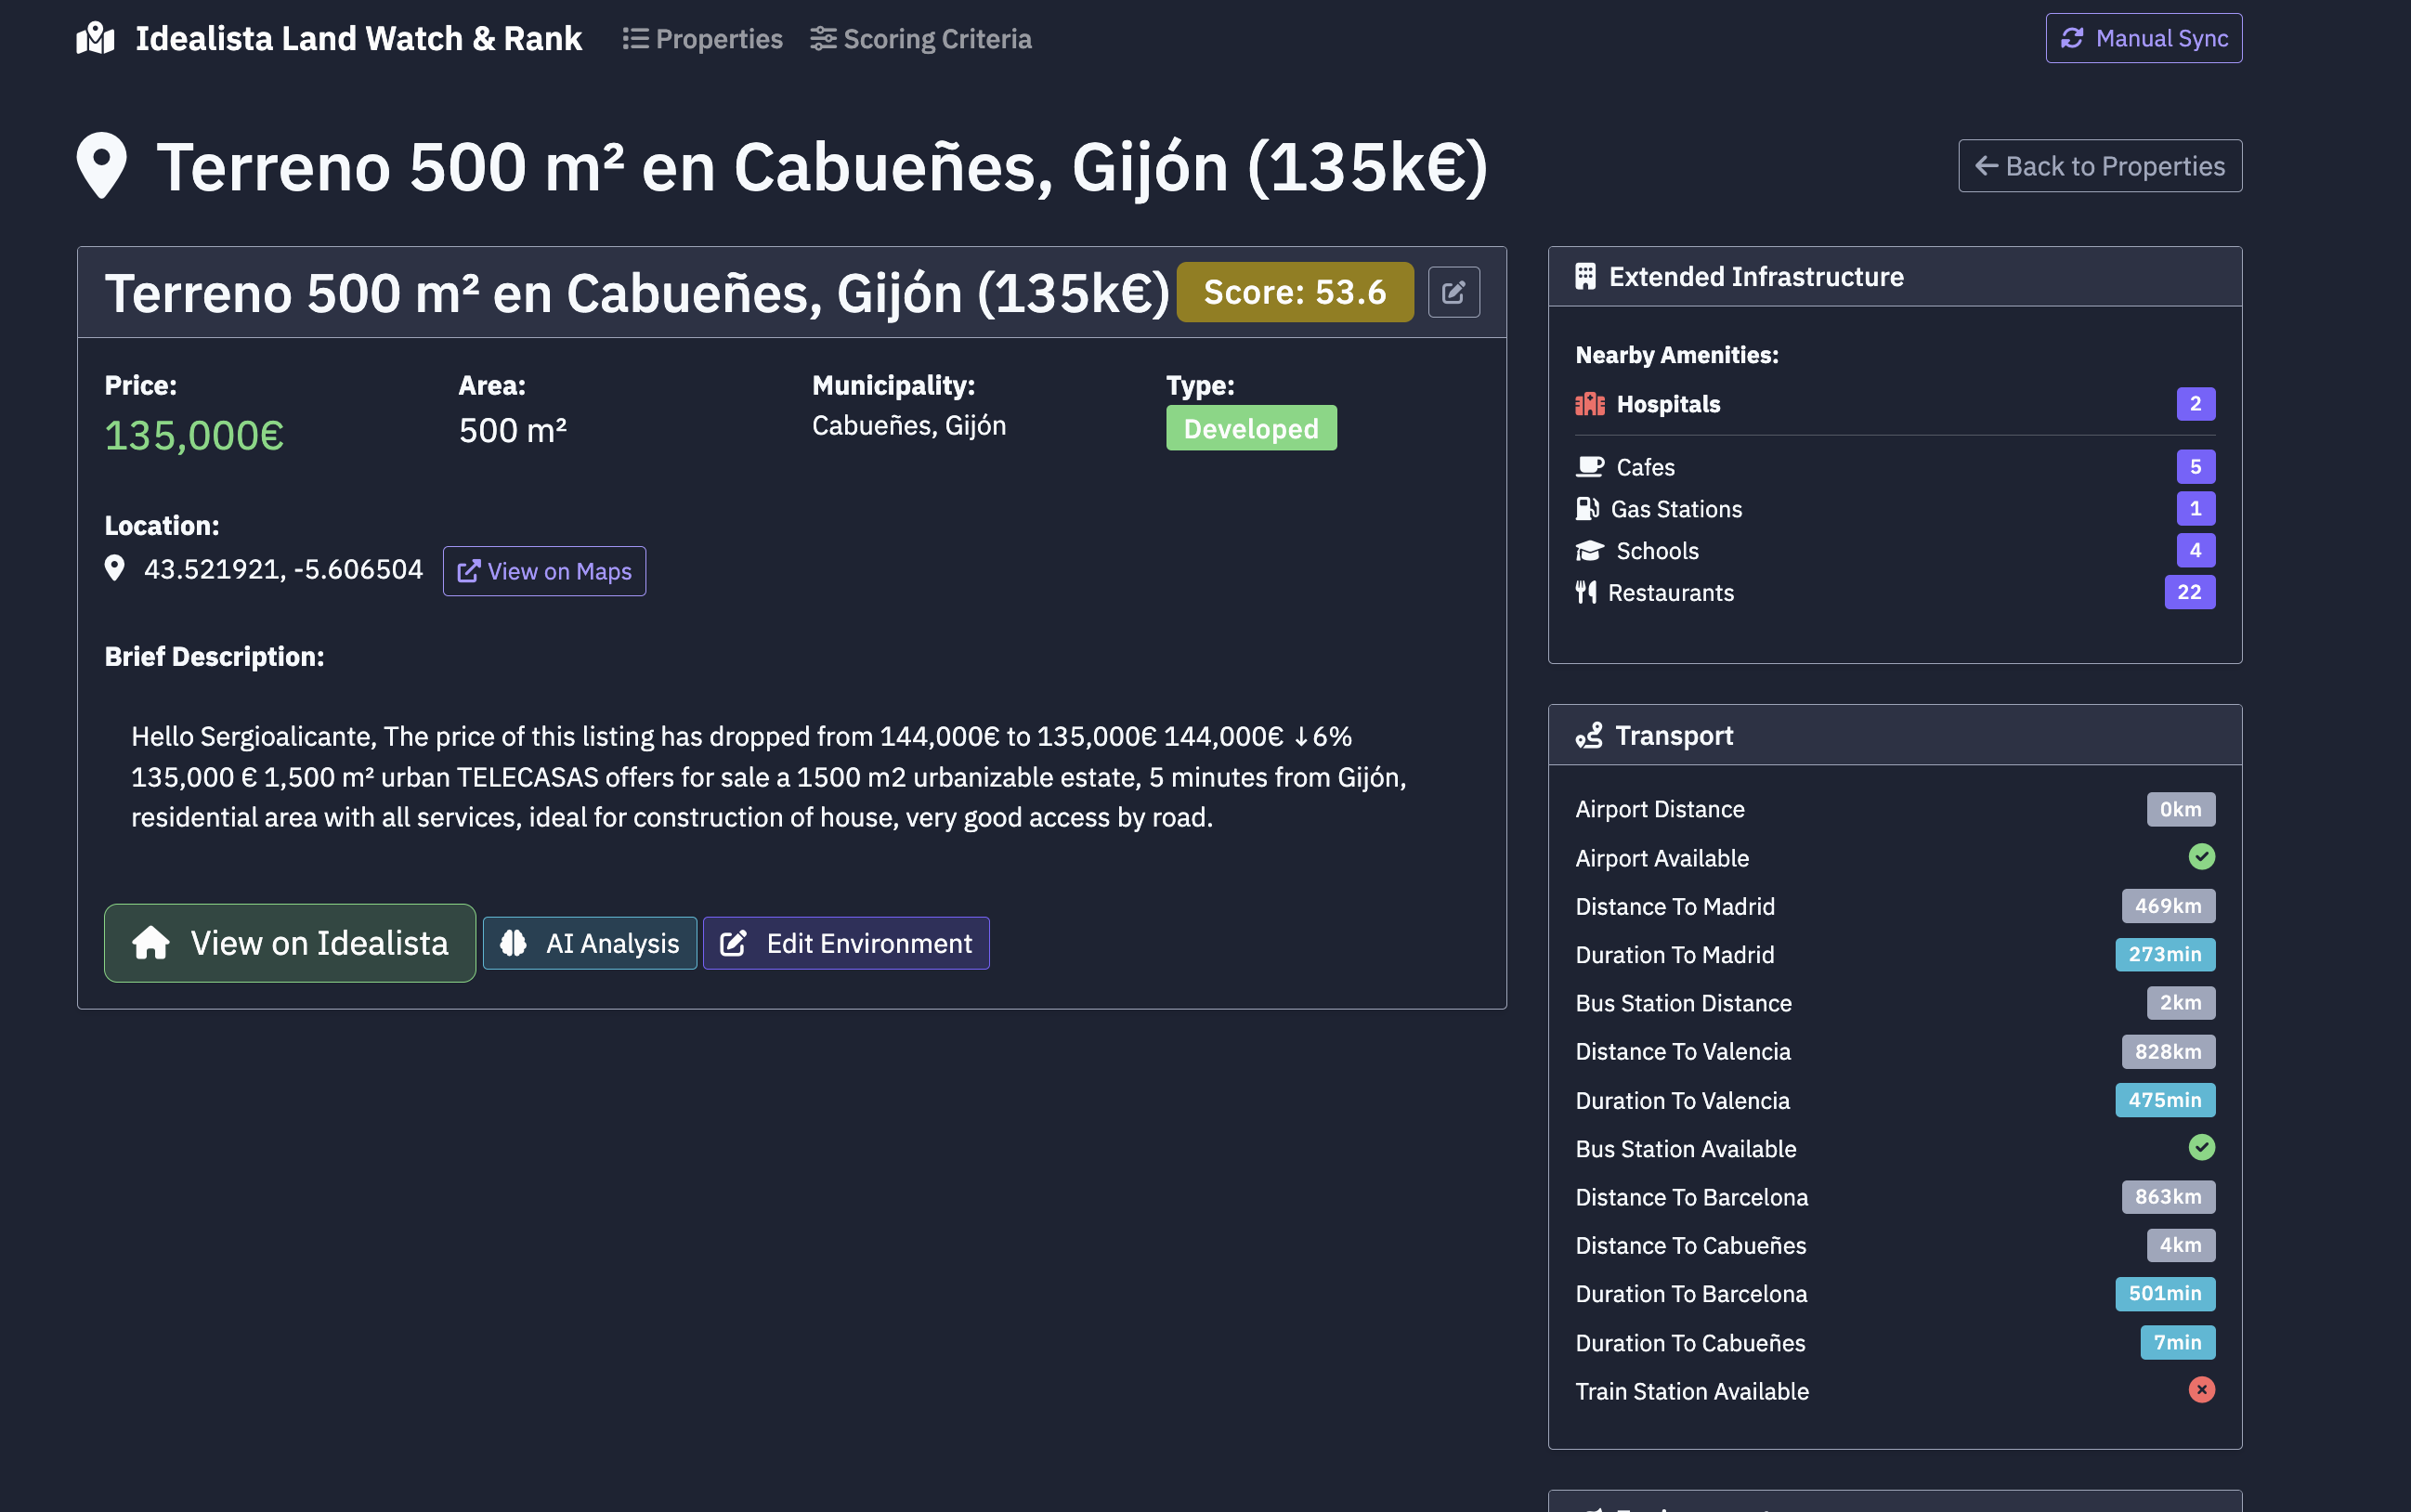 Idealista Land Watch & Rank
Properties
Scoring Criteria
Manual Sync
Terreno 500 m² en Cabueñes, Gijón (135k€)
Back to Properties
Terreno 500 m² en Cabueñes, Gijón (135k€)
Score: 53.6
Price:
135,000€
Area:
500 m²
Municipality:
Cabueñes, Gijón
Type:
Developed
Location:
43.521921, -5.606504
View on Maps
Brief Description:
Hello Sergioalicante, The price of this listing has dropped from 144,000€ to 135,000€ 144,000€ ↓6%
135,000 € 1,500 m² urban TELECASAS offers for sale a 1500 m2 urbanizable estate, 5 minutes from Gijón,
residential area with all services, ideal for construction of house, very good access by road.
View on Idealista
AI Analysis
Edit Environment
Extended Infrastructure
Nearby Amenities:
Hospitals 2
Cafes 5
Gas Stations 1
Schools 4
Restaurants 22
Transport
Airport Distance 0km
Airport Available
Distance To Madrid 469km
Duration To Madrid 273min
Bus Station Distance 2km
Distance To Valencia 828km
Duration To Valencia 475min
Bus Station Available
Distance To Barcelona 863km
Distance To Cabueñes 4km
Duration To Barcelona 501min
Duration To Cabueñes 7min
Train Station Available